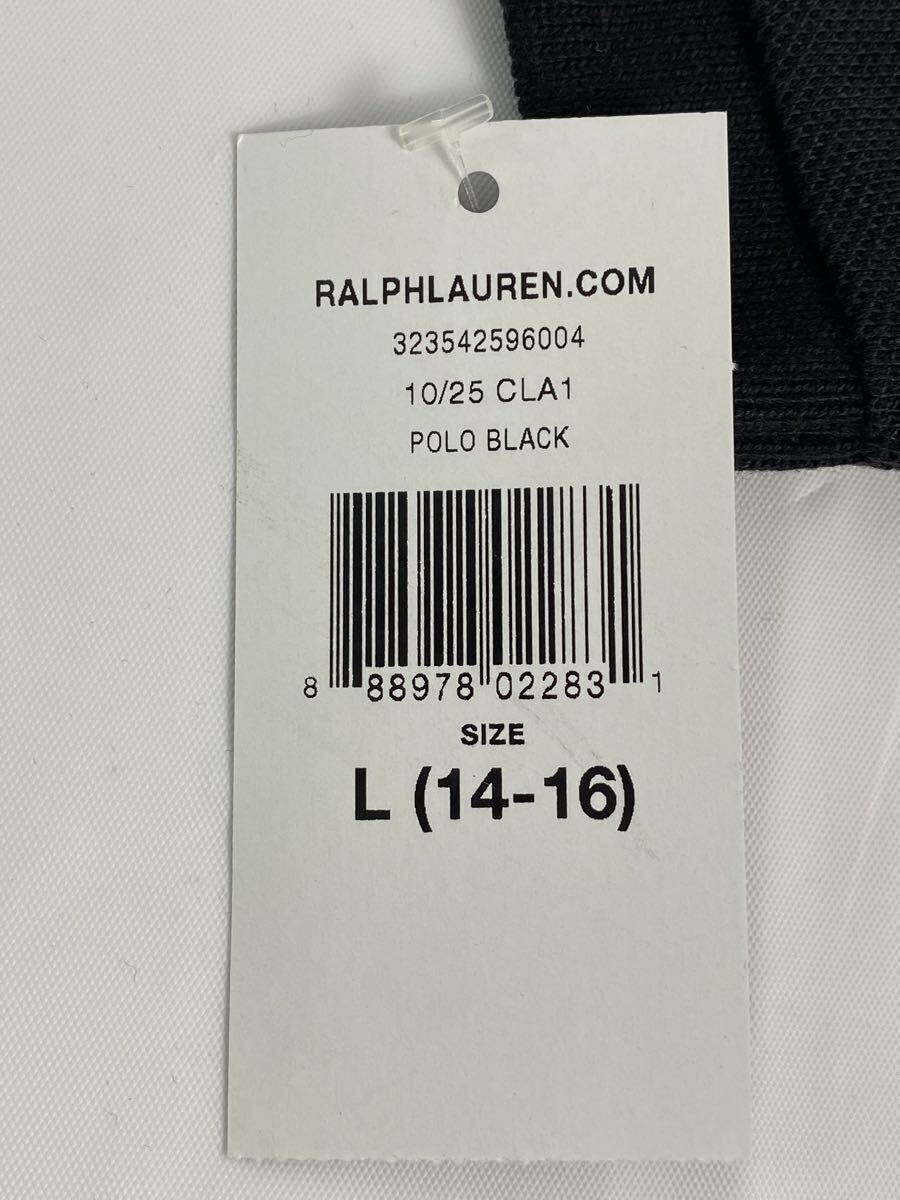 RALPHLAUREN.COM
323542596004
10/25 CLA1
POLO BLACK
8 88978 02283 1
SIZE
L (14-16)